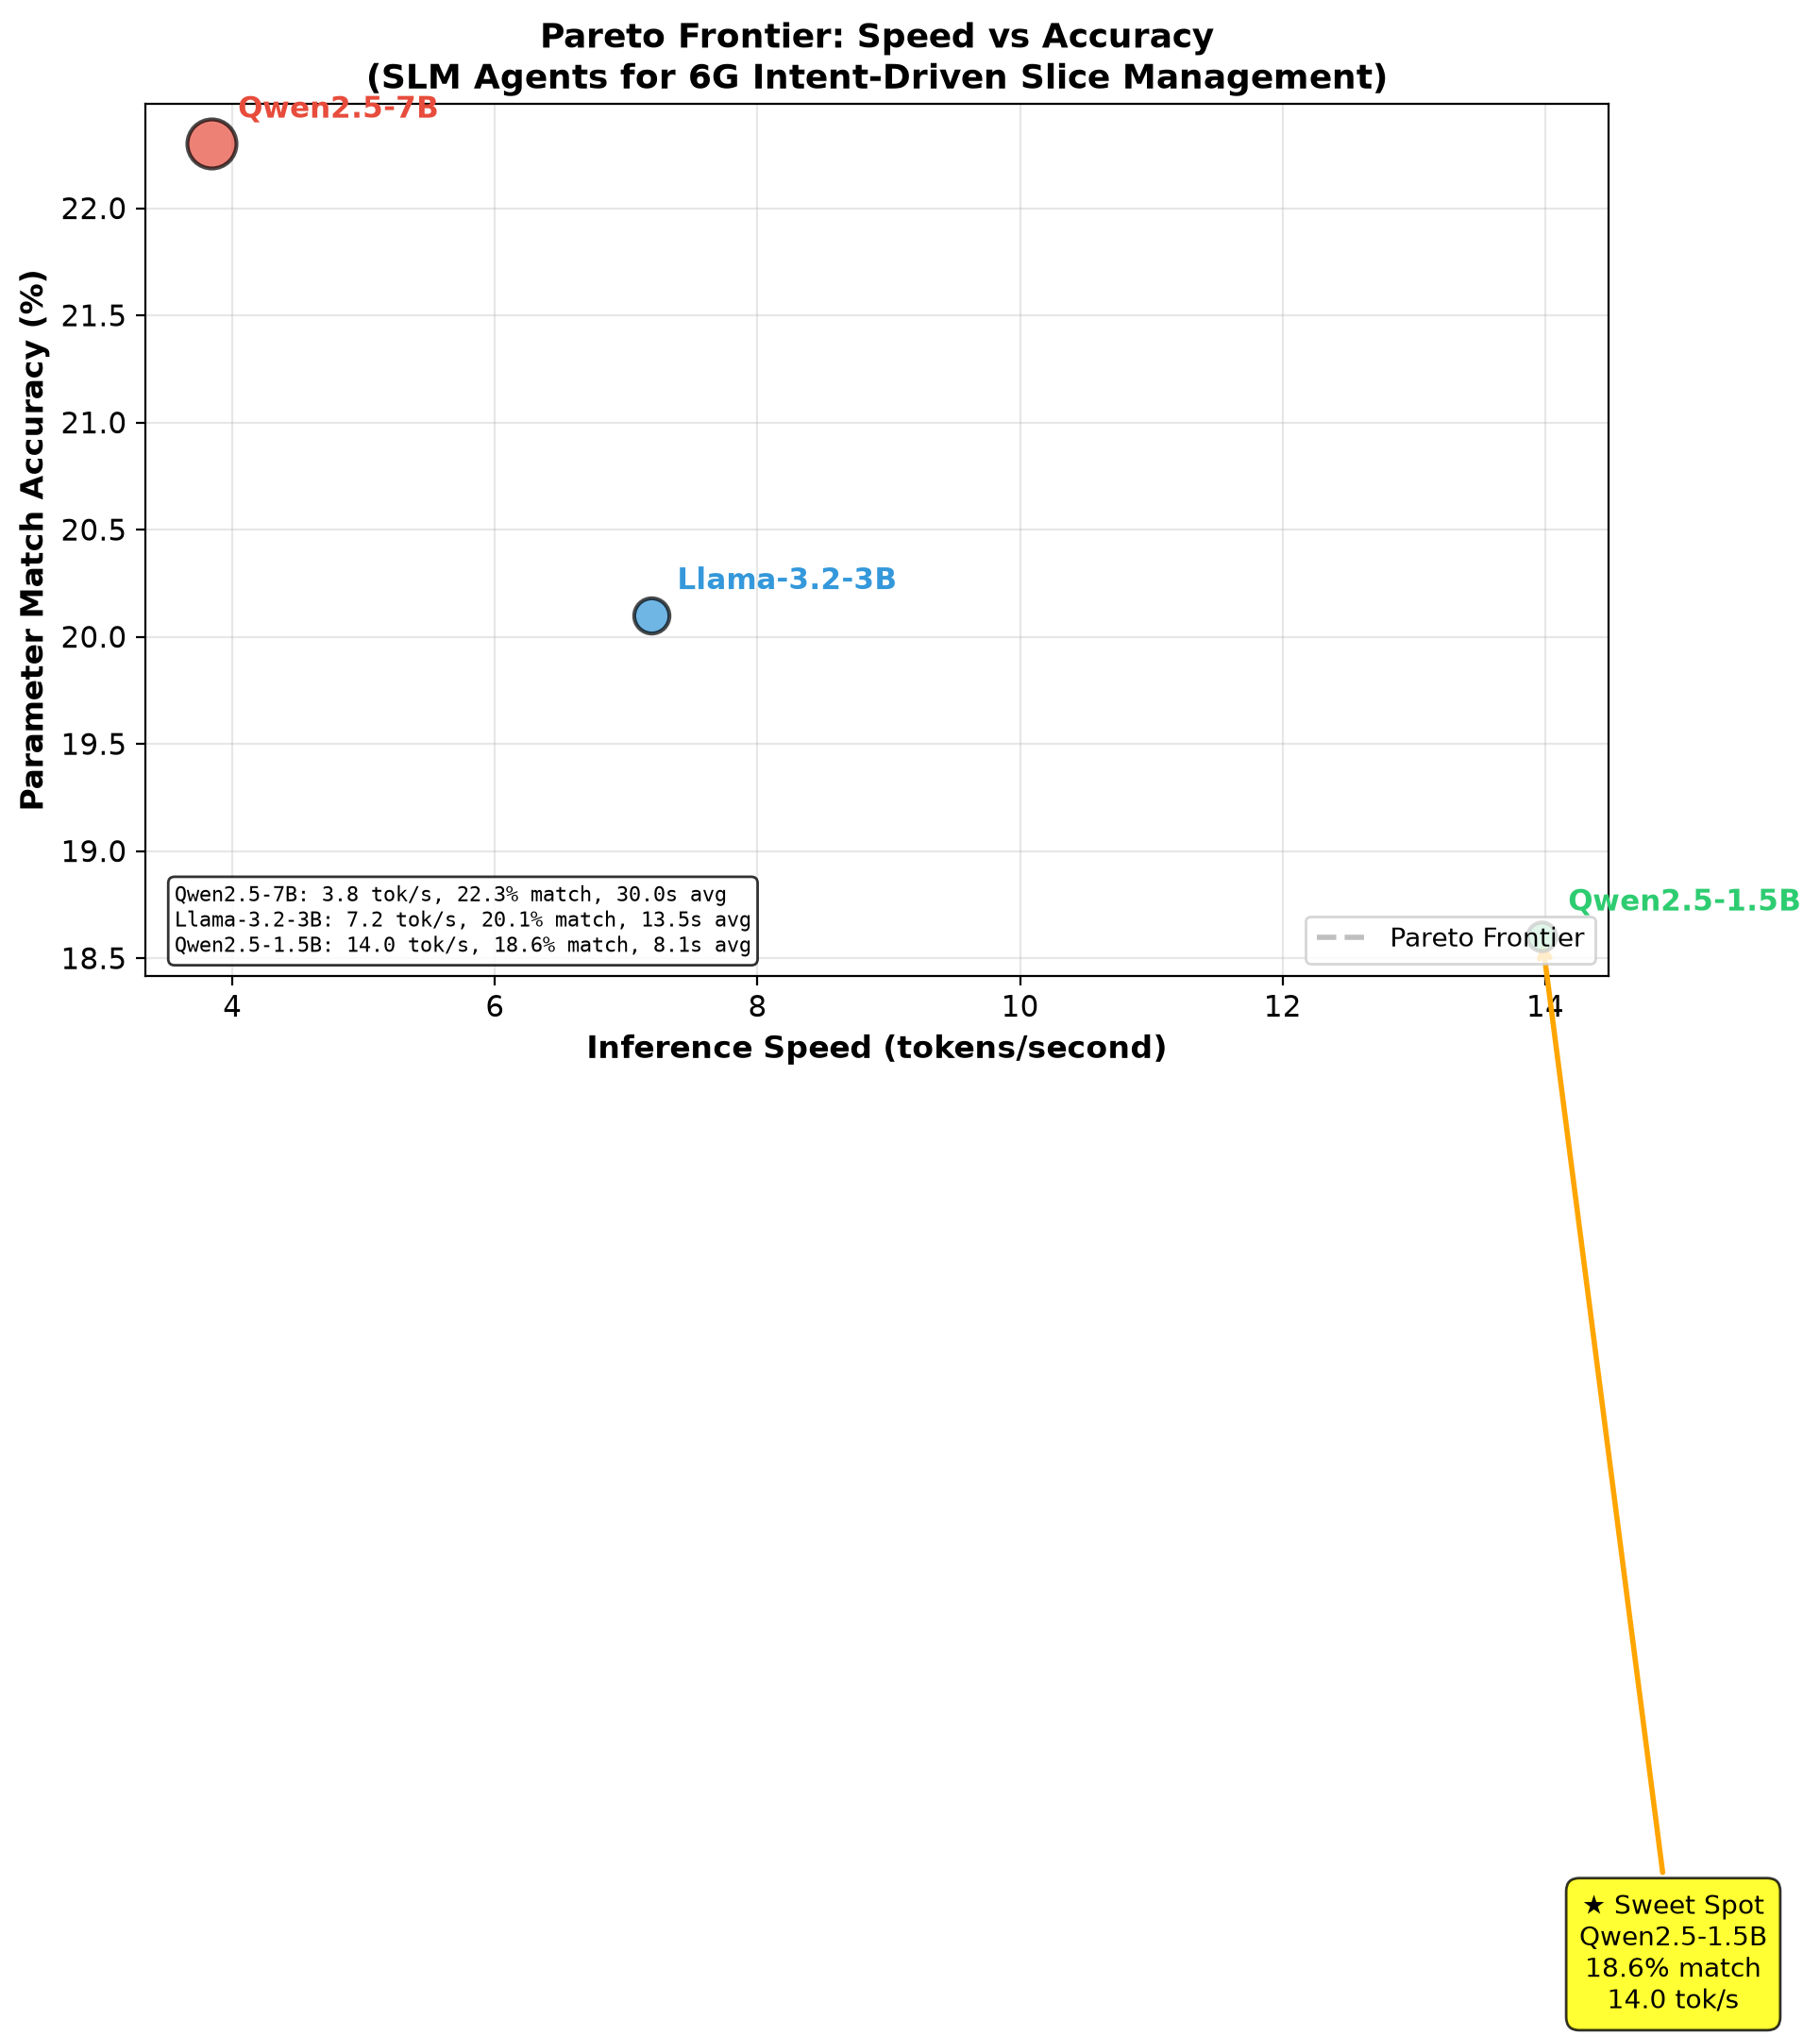 Pareto Frontier: Speed vs Accuracy
(SLM Agents for 6G Intent-Driven Slice Management)
Qwen2.5-7B
Parameter Match Accuracy (%)
22.0
21.5
21.0
20.5
20.0
19.5
19.0
18.5
Llama-3.2-3B
Qwen2.5-1.5B
Qwen2.5-7B: 3.8 tok/s, 22.3% match, 30.0s avg
Llama-3.2-3B: 7.2 tok/s, 20.1% match, 13.5s avg
Qwen2.5-1.5B: 14.0 tok/s, 18.6% match, 8.1s avg
Pareto Frontier
4 6 8 10 12 14
Inference Speed (tokens/second)
★ Sweet Spot
Qwen2.5-1.5B
18.6% match
14.0 tok/s